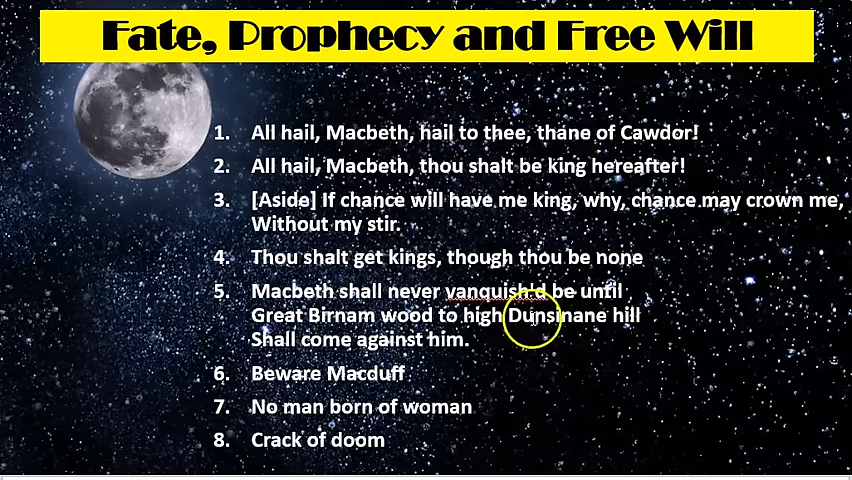 Fate, Prophecy and Free Will
1. All hail, Macbeth, hail to thee, thane of Cawdor!
2. All hail, Macbeth, thou shalt be king hereafter!
3. [Aside] If chance will have me king, why, chance may crown me,
Without my stir.
4. Thou shalt get kings, though thou be none
5. Macbeth shall never vanquish'd be until
Great Birnam wood to high Dunsinane hill
Shall come against him.
6. Beware Macduff
7. No man born of woman
8. Crack of doom